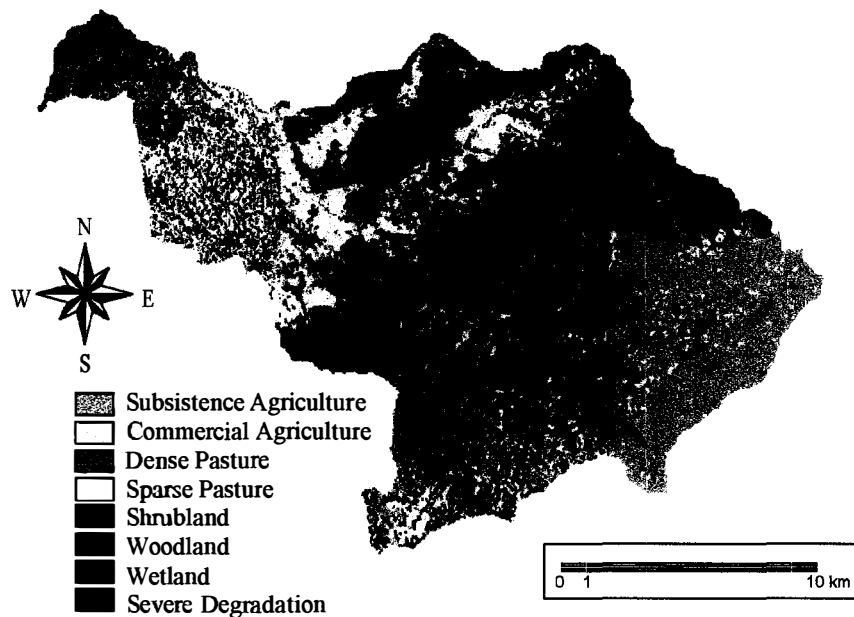 N
W E
S
Subsistence Agriculture
Commercial Agriculture
Dense Pasture
Sparse Pasture
Shrubland
Woodland
Wetland
Severe Degradation
0 1 10 km